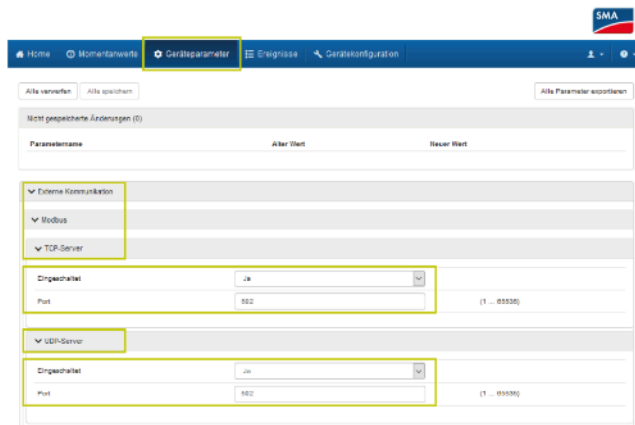 SMA
Home Momentanwerte Geräteparameter Ereignisse Gerätekonfiguration
Alle verwerfen Alle speichern Alle Parameter exportieren
Nicht gespeicherte Änderungen (0)
Parametername Alter Wert Neuer Wert
Externe Kommunikation
Modbus
TCP-Server
Eingeschaltet Ja
Port 502 (1 ... 65535)
UDP-Server
Eingeschaltet Ja
Port 502 (1 ... 65535)